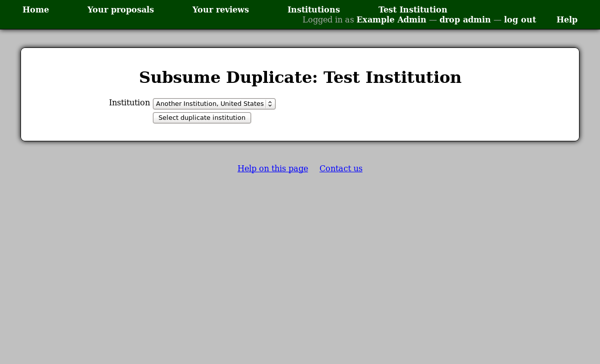 Home Your proposals Your reviews Institutions Test Institution
Logged in as Example Admin — drop admin — log out Help
Subsume Duplicate: Test Institution
Institution Another Institution, United States
Select duplicate institution
Help on this page Contact us